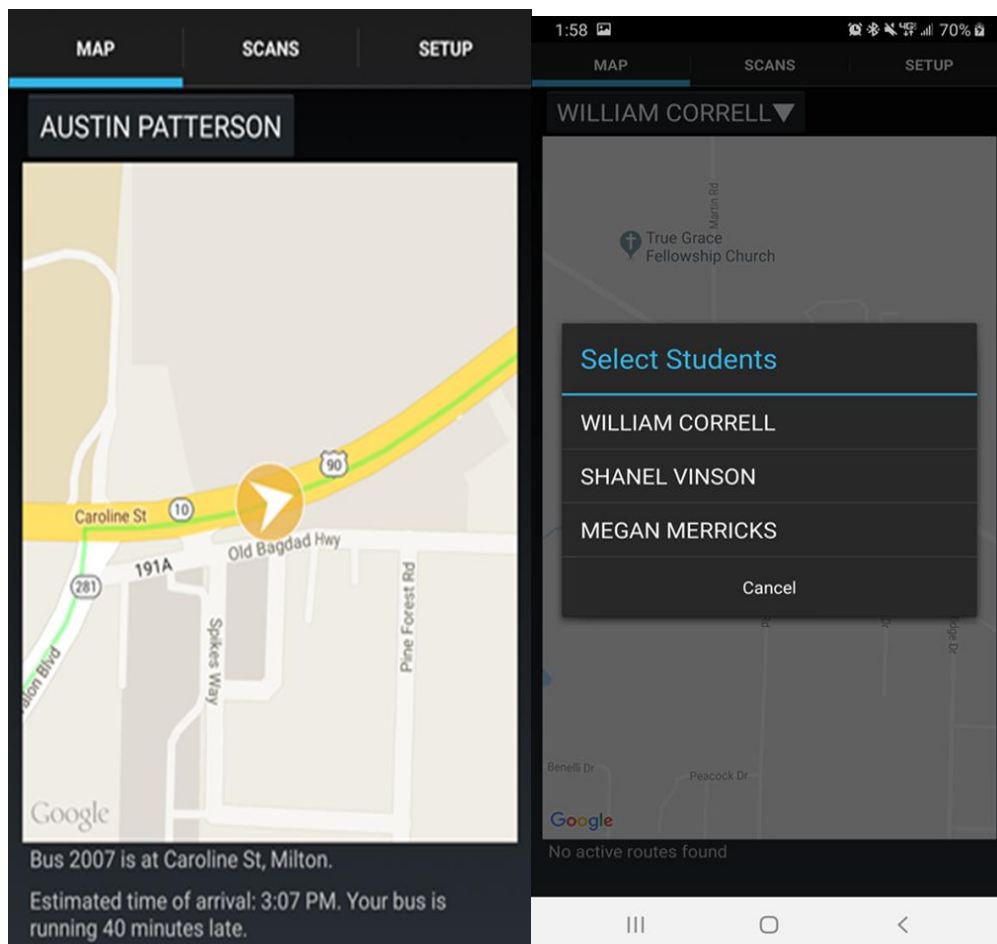 MAP SCANS SETUP
AUSTIN PATTERSON
90
Caroline St 10
Old Bagdad Hwy
191A
281
Spikes Way
Pine Forest Rd
Google
Bus 2007 is at Caroline St, Milton.
Estimated time of arrival: 3:07 PM. Your bus is
running 40 minutes late.
1:58 70%
MAP SCANS SETUP
WILLIAM CORRELL▼
Martin Rd
True Grace
Fellowship Church
Select Students
WILLIAM CORRELL
SHANEL VINSON
MEGAN MERRICKS
Cancel
Benelli Dr
Peacock Dr
Google
No active routes found